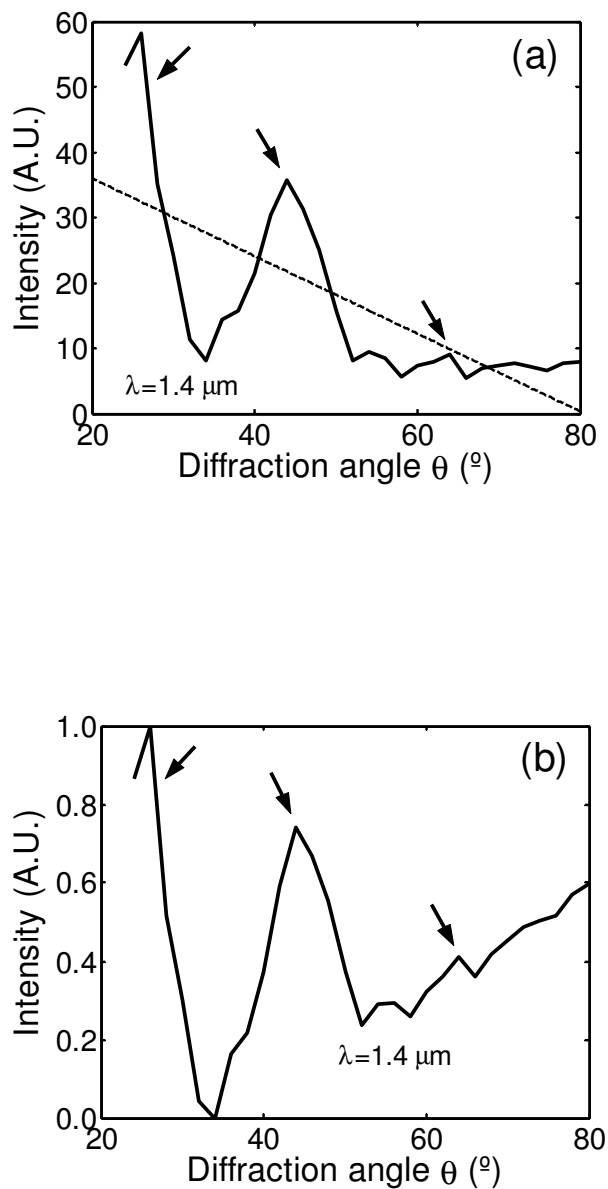 (a)
60
50
40
30
20
10
0
Intensity (A.U.)
λ=1.4 μm
20 40 60 80
Diffraction angle θ (º)
(b)
1.0
0.8
0.6
0.4
0.2
0.0
Intensity (A.U.)
λ=1.4 μm
20 40 60 80
Diffraction angle θ (º)